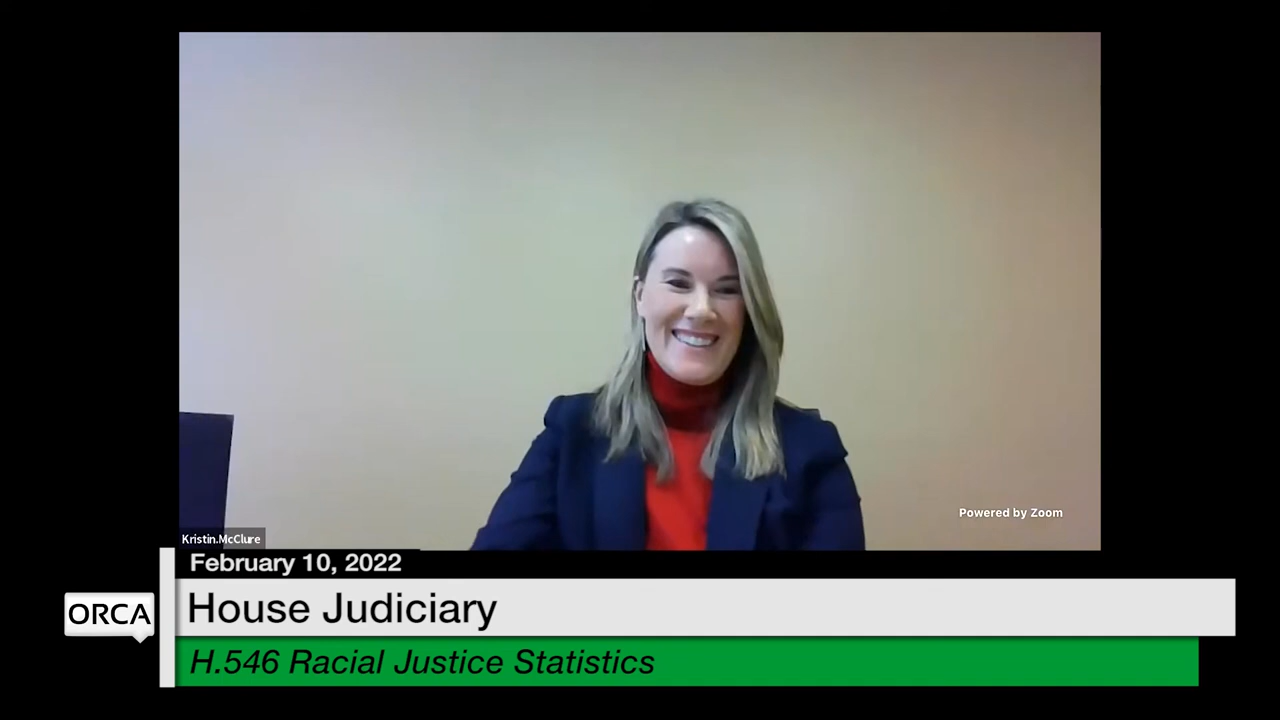 Powered by Zoom
Kristin.McClure
February 10, 2022
ORCA
House Judiciary
H.546 Racial Justice Statistics